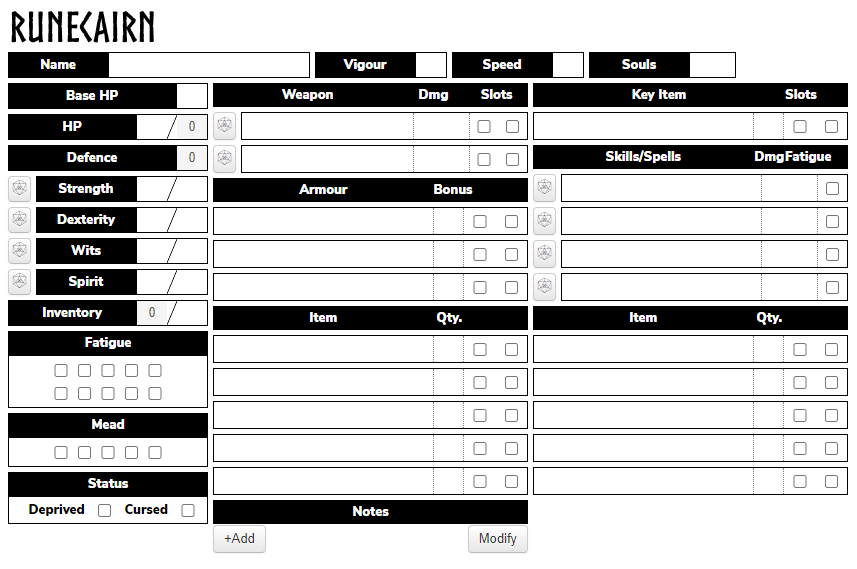 RUNECAIRN
Name Vigour Speed Souls
Base HP
HP 0
Defence 0
Strength
Dexterity
Wits
Spirit
Inventory 0
Fatigue
Mead
Status
Deprived Cursed
Weapon Dmg Slots
Armour Bonus
Item Qty.
Notes
+Add Modify
Key Item Slots
Skills/Spells DmgFatigue
Item Qty.